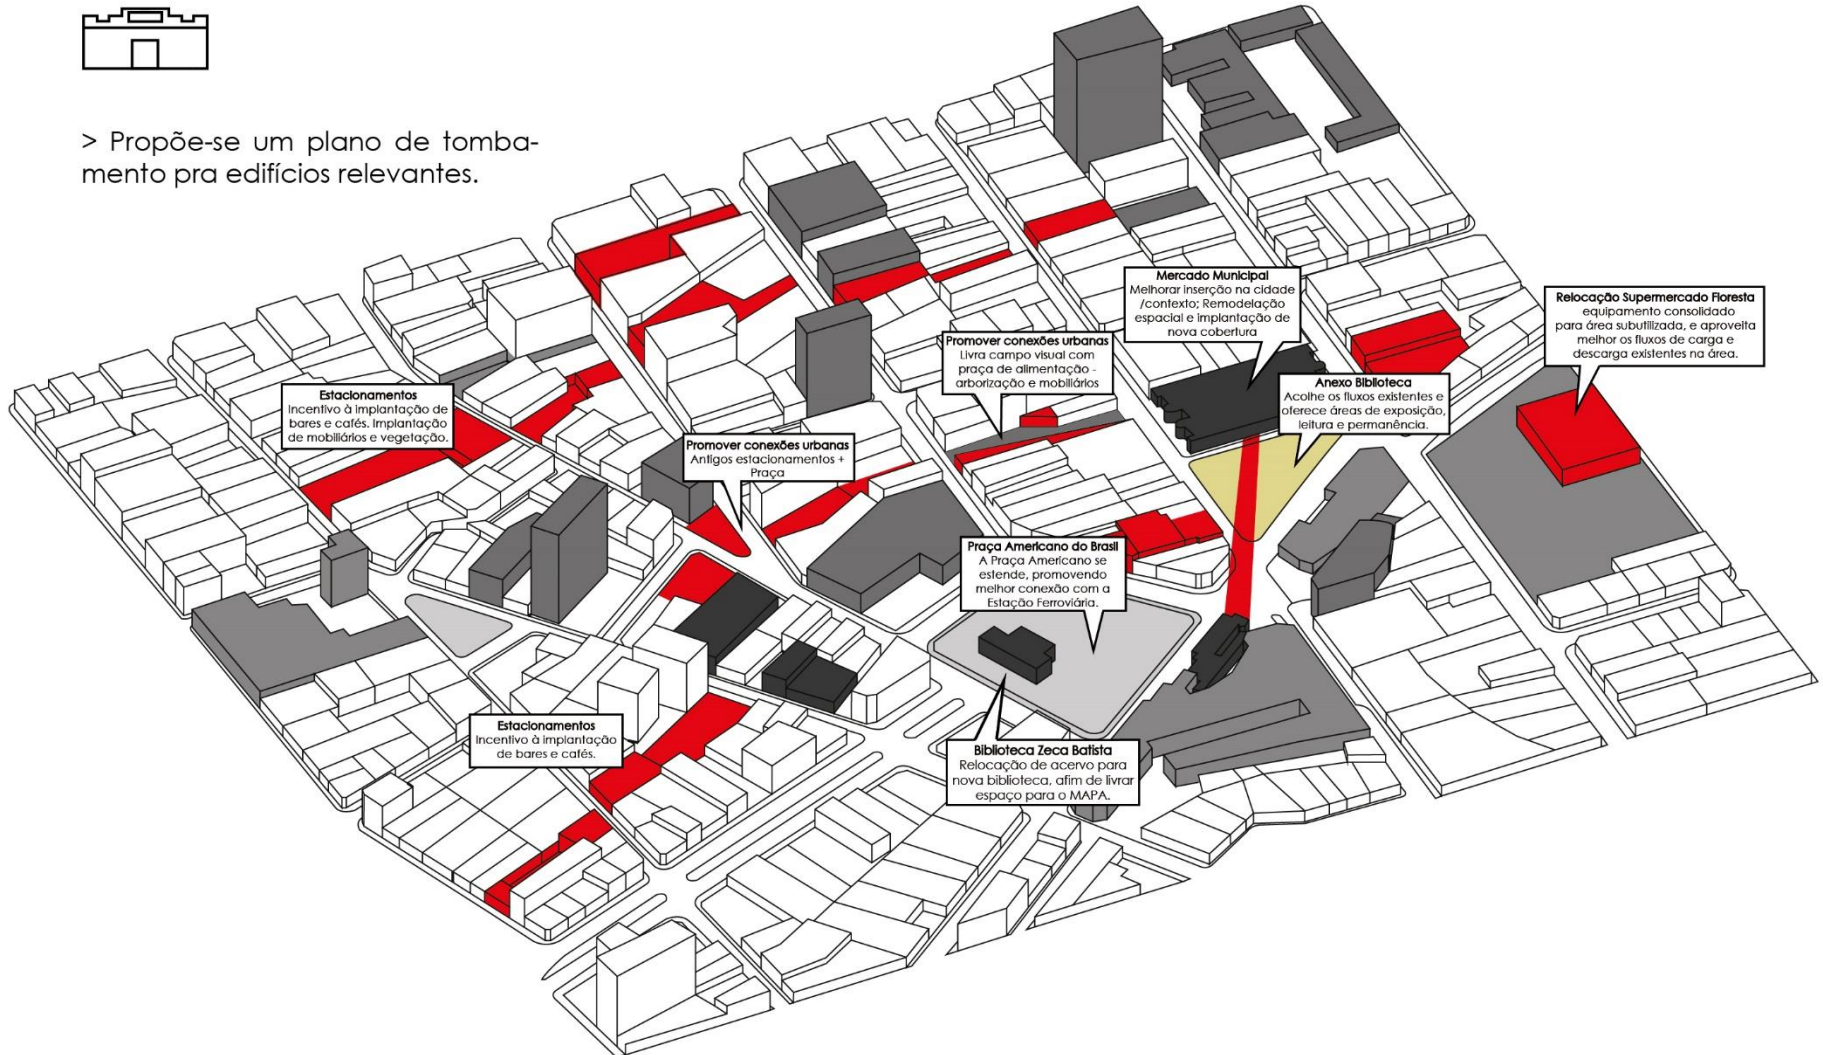 > Propõe-se um plano de tomba-
mento pra edifícios relevantes.
Mercado Municipal
Melhorar inserção na cidade
/contexto; Remodelação
espacial e implantação de
nova cobertura
Relocação Supermercado Floresta
equipamento consolidado
para área subutilizada, e aproveita
melhor os fluxos de carga e
descarga existentes na área.
Promover conexões urbanas
Livra campo visual com
praça de alimentação -
arborização e mobiliários
Anexo Biblioteca
Acolhe os fluxos existentes e
oferece áreas de exposição,
leitura e permanência.
Estacionamentos
Incentivo à implantação de
bares e cafés. Implantação
de mobiliários e vegetação.
Promover conexões urbanas
Antigos estacionamentos +
Praça
Praça Americano do Brasil
A Praça Americano se
estende, promovendo
melhor conexão com a
Estação Ferroviária.
Estacionamentos
Incentivo à implantação
de bares e cafés.
Biblioteca Zeca Batista
Relocação de acervo para
nova biblioteca, afim de livrar
espaço para o MAPA.